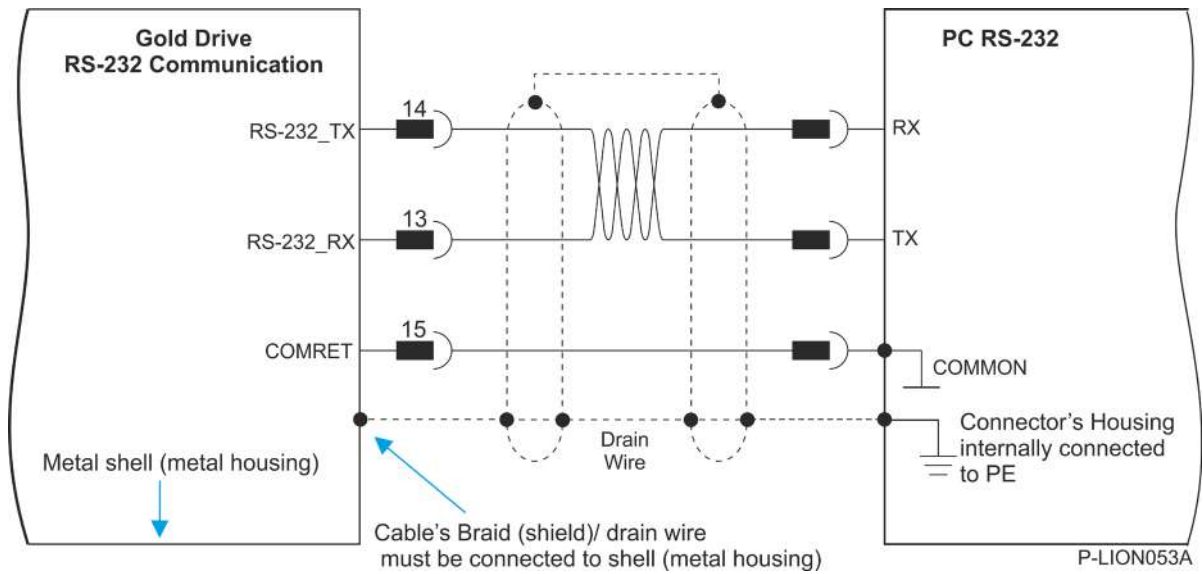 Gold Drive
RS-232 Communication
PC RS-232
14
RS-232_TX
RX
13
RS-232_RX
TX
15
COMRET
COMMON
Drain
Wire
Connector's Housing
internally connected
to PE
Metal shell (metal housing)
Cable's Braid (shield)/ drain wire
must be connected to shell (metal housing)
P-LION053A